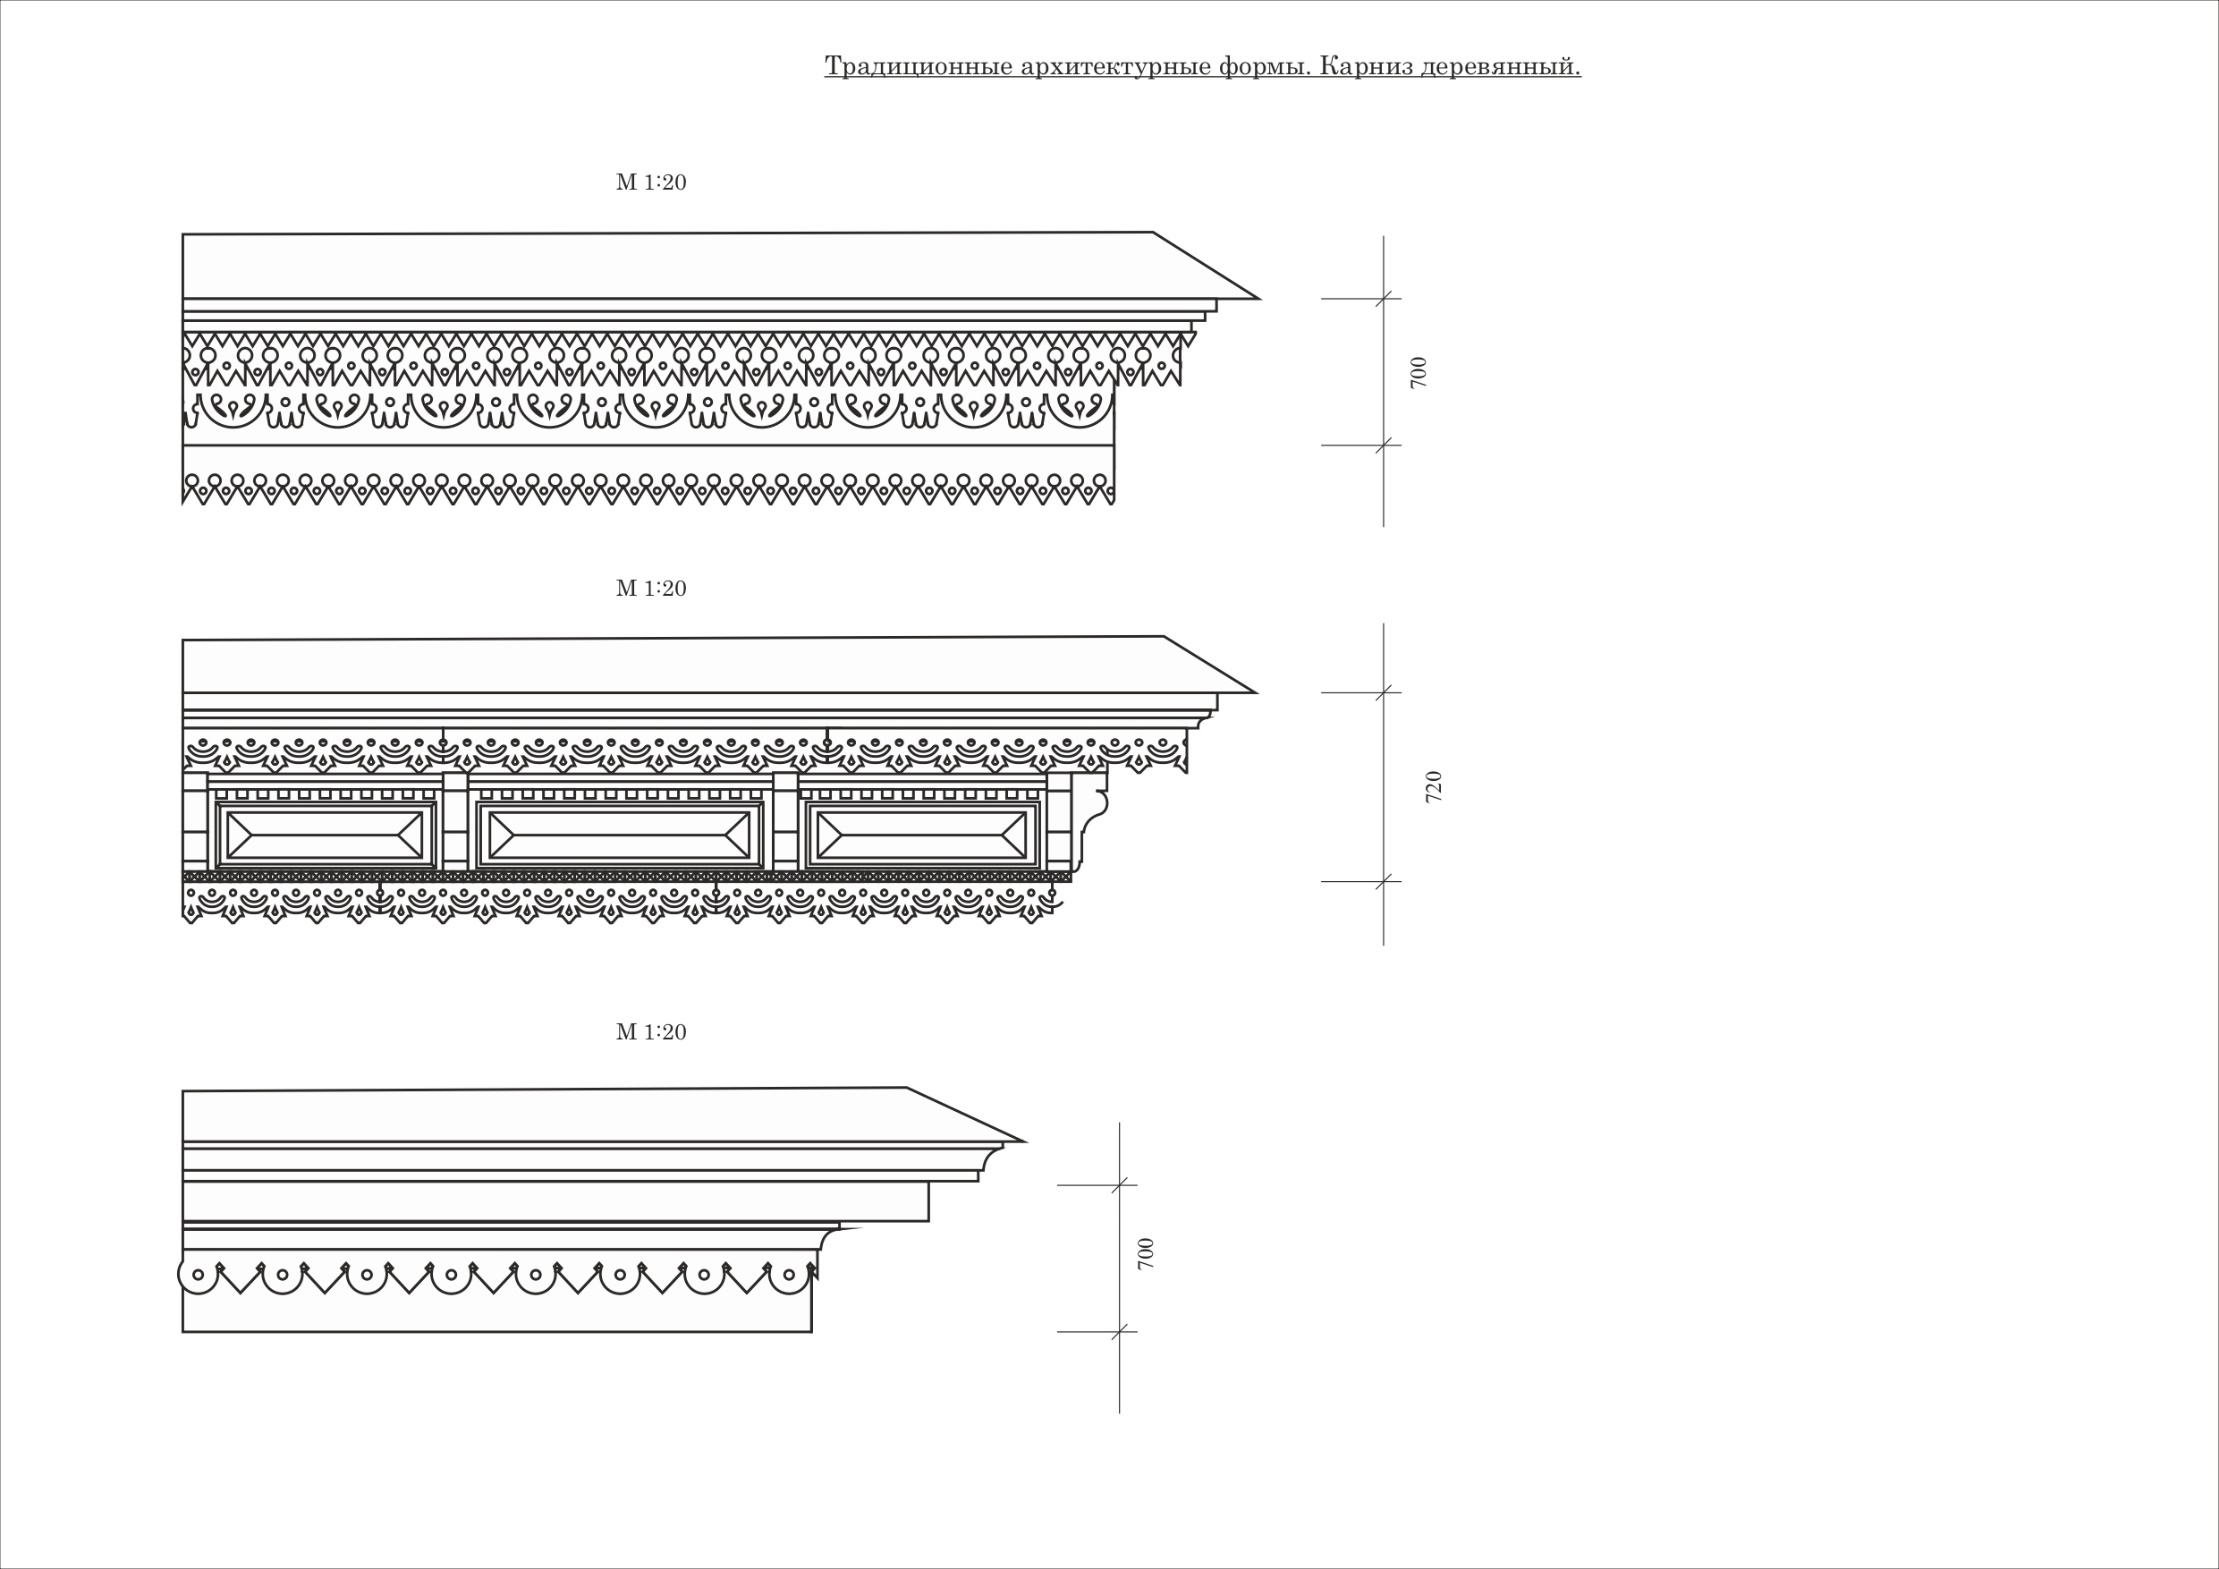 Традиционные архитектурные формы. Карниз деревянный.
М 1:20
700
М 1:20
720
М 1:20
700